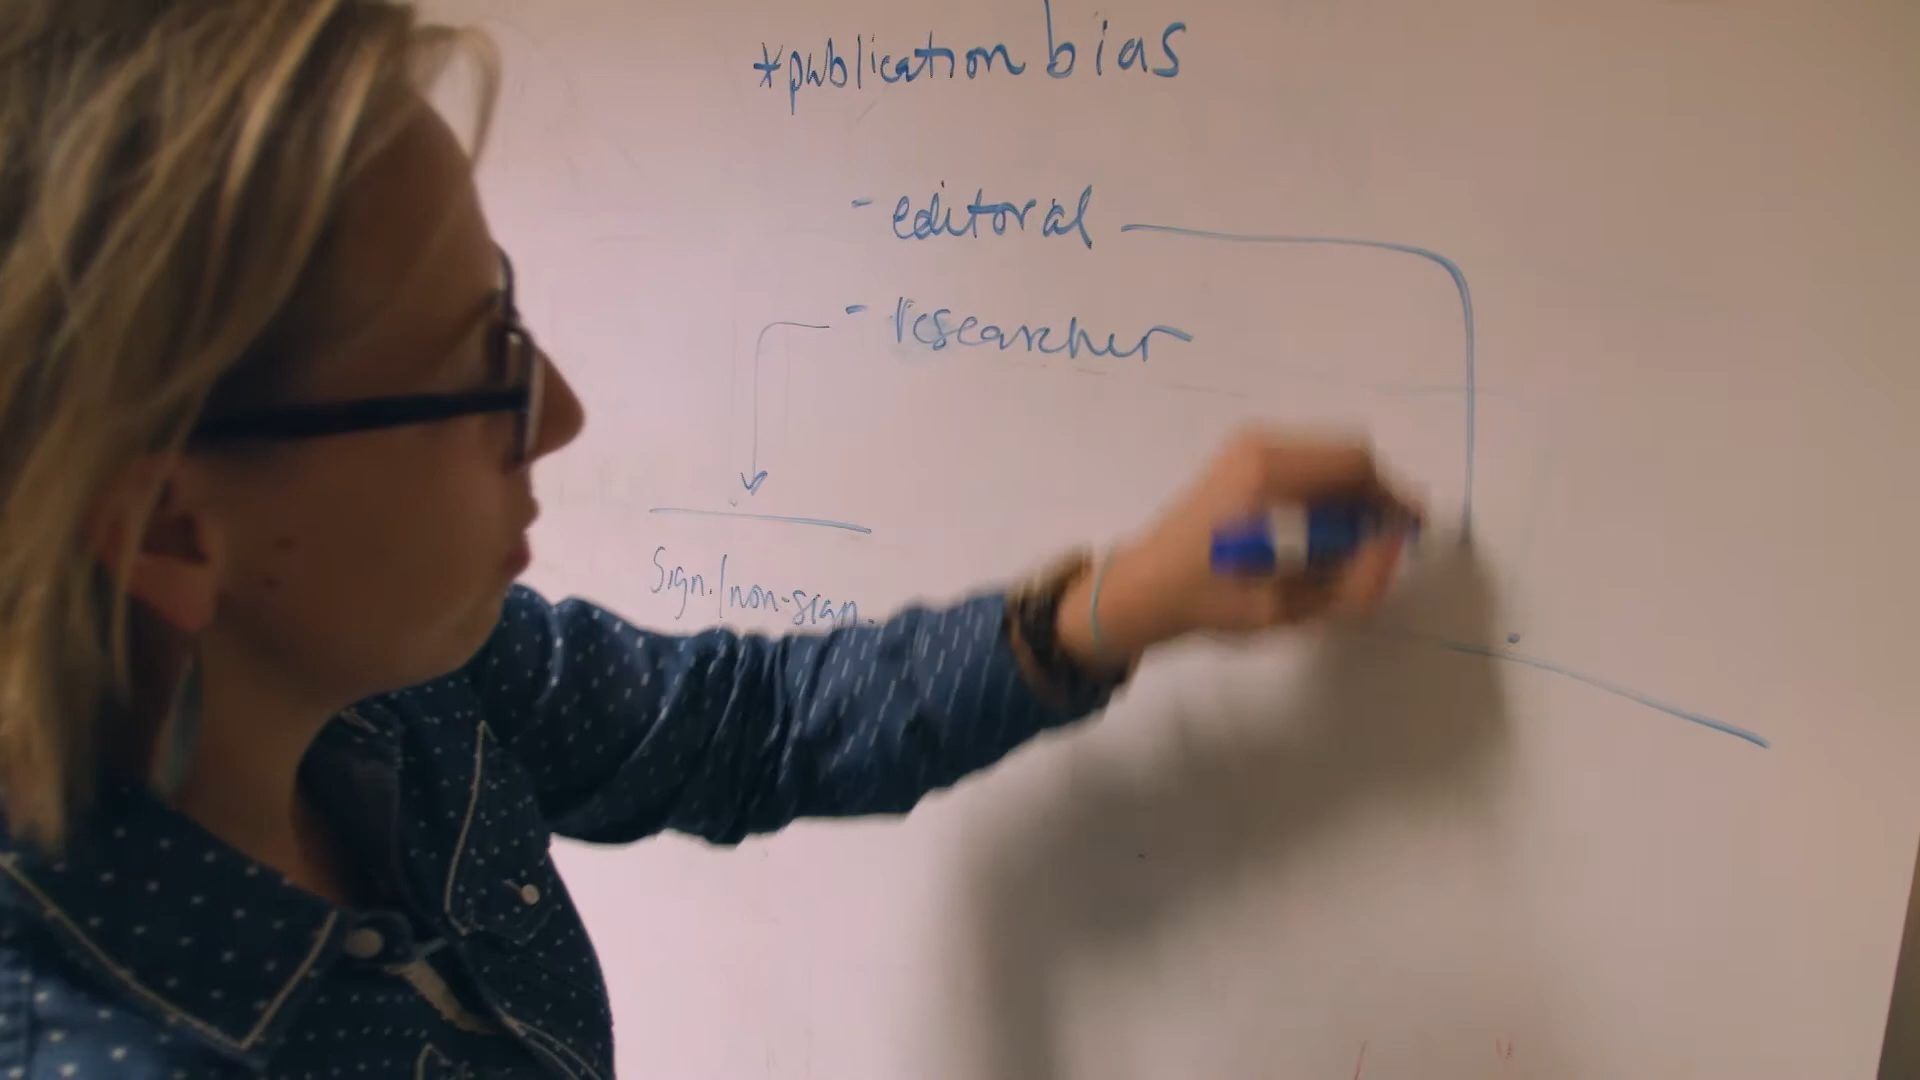 *publication bias
- editorial
- researcher
Sign./non-sign.